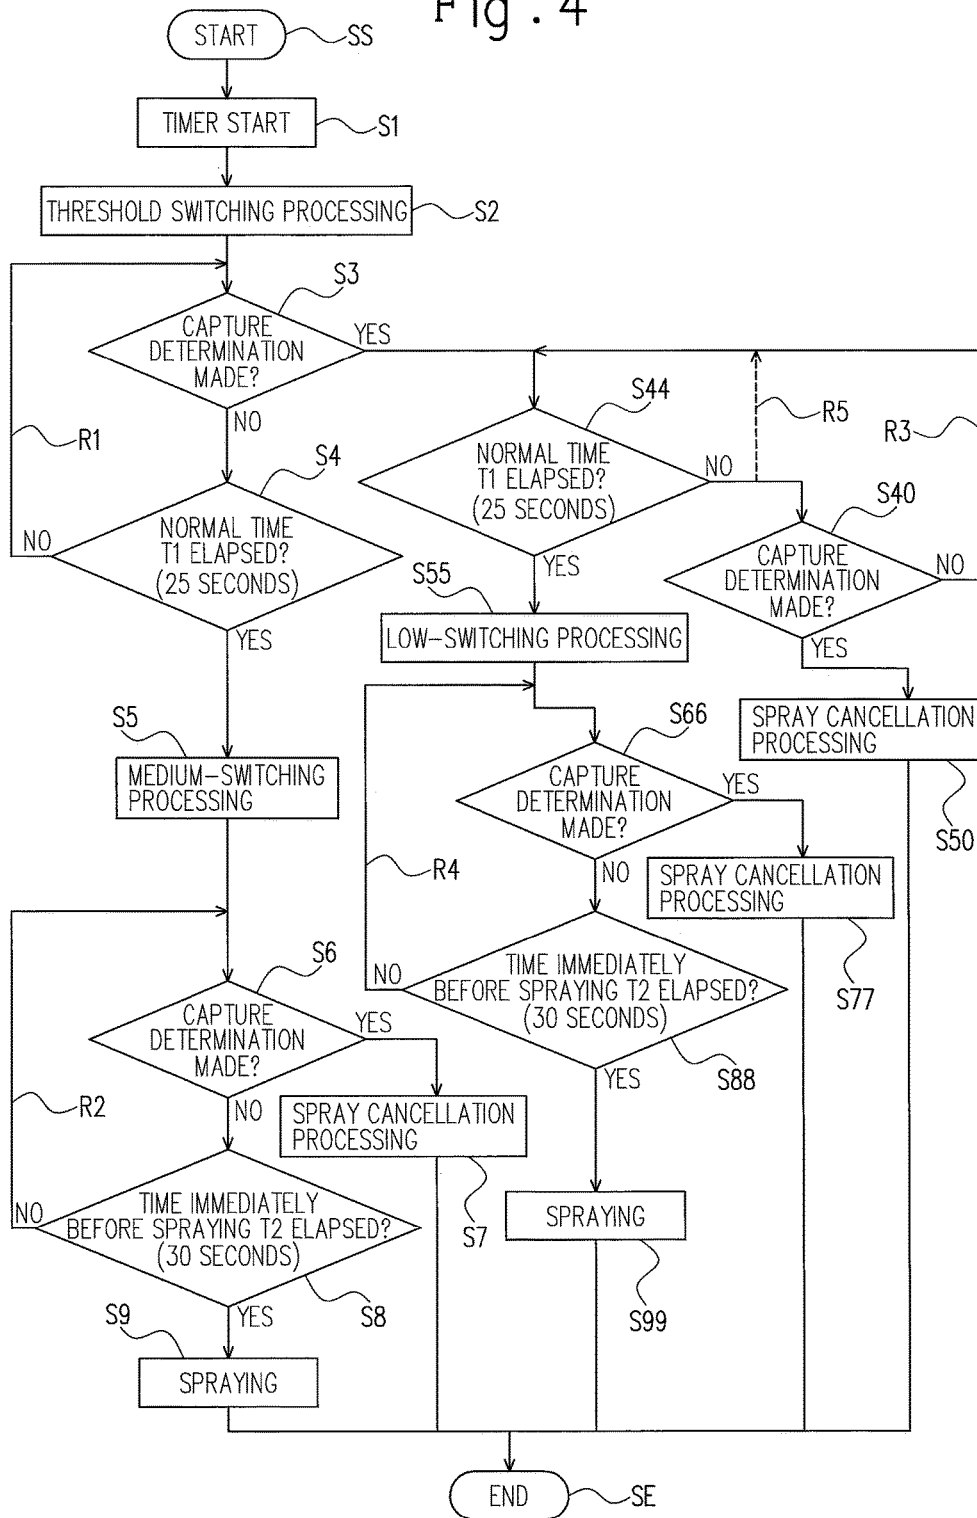 Fig. 4
START
SS
TIMER START
S1
THRESHOLD SWITCHING PROCESSING
S2
S3
CAPTURE
DETERMINATION
MADE?
YES
NO
R1
S4
NORMAL TIME
T1 ELAPSED?
(25 SECONDS)
NO
YES
S5
MEDIUM-SWITCHING
PROCESSING
S6
CAPTURE
DETERMINATION
MADE?
YES
NO
R2
SPRAY CANCELLATION
PROCESSING
S7
TIME IMMEDIATELY
BEFORE SPRAYING T2 ELAPSED?
(30 SECONDS)
NO
YES
S8
S9
SPRAYING
S44
NORMAL TIME
T1 ELAPSED?
(25 SECONDS)
NO
YES
R5
R3
S40
CAPTURE
DETERMINATION
MADE?
NO
YES
SPRAY CANCELLATION
PROCESSING
S50
S55
LOW-SWITCHING PROCESSING
S66
CAPTURE
DETERMINATION
MADE?
YES
NO
R4
SPRAY CANCELLATION
PROCESSING
S77
TIME IMMEDIATELY
BEFORE SPRAYING T2 ELAPSED?
(30 SECONDS)
NO
YES
S88
SPRAYING
S99
END
SE